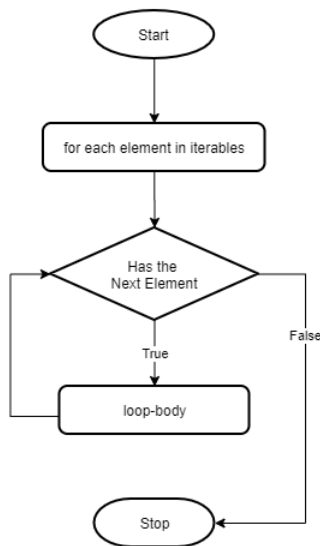 Start
for each element in iterables
Has the
Next Element
False
True
loop-body
Stop